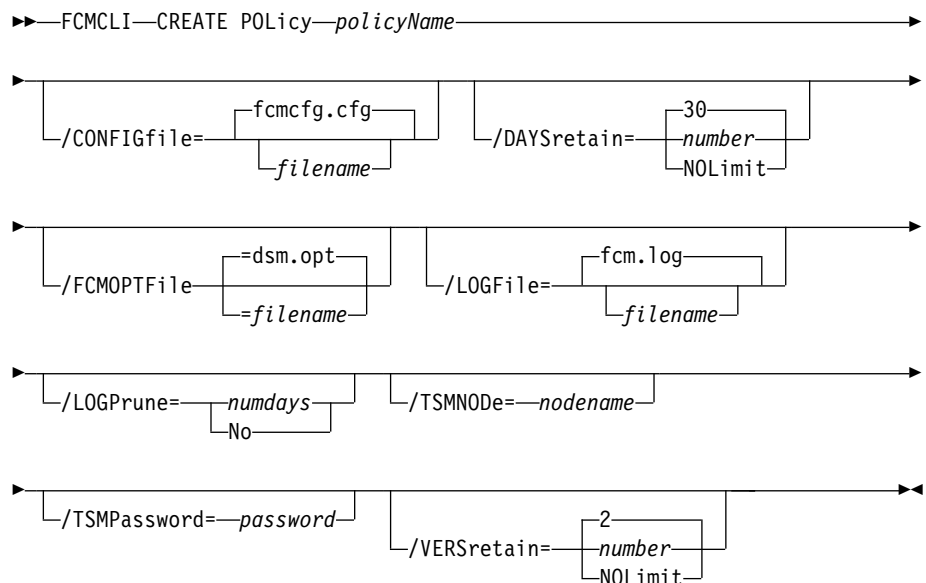 FCMCLI CREATE POLicy policyName
/CONFIGfile=
fcmcfg.cfg
filename
/DAYSretain=
30
number
NOLimit
/FCMOPTFile
=dsm.opt
=filename
/LOGFile=
fcm.log
filename
/LOGPrune=
numdays
No
/TSMNODe= nodename
/TSMPassword= password
/VERSretain=
2
number
NOLimit